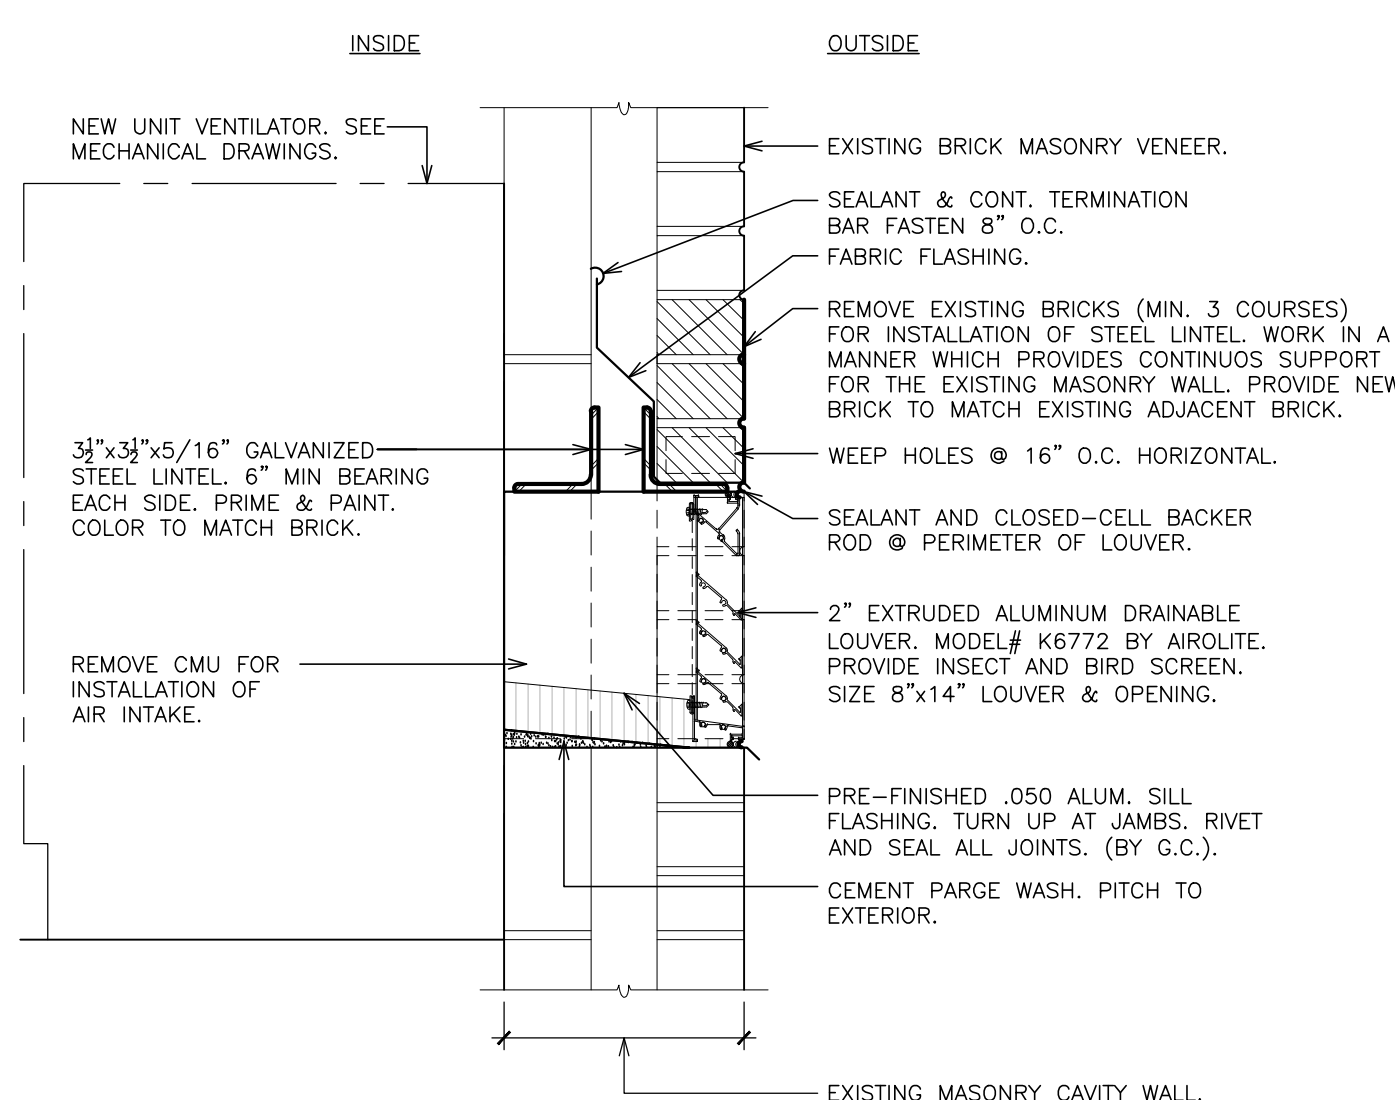 INSIDE
OUTSIDE
NEW UNIT VENTILATOR. SEE
MECHANICAL DRAWINGS.
EXISTING BRICK MASONRY VENEER.
SEALANT & CONT. TERMINATION
BAR FASTEN 8" O.C.
FABRIC FLASHING.
REMOVE EXISTING BRICKS (MIN. 3 COURSES)
FOR INSTALLATION OF STEEL LINTEL. WORK IN A
MANNER WHICH PROVIDES CONTINUOS SUPPORT
FOR THE EXISTING MASONRY WALL. PROVIDE NEW
BRICK TO MATCH EXISTING ADJACENT BRICK.
3½"x3½"x5/16" GALVANIZED
STEEL LINTEL. 6" MIN BEARING
EACH SIDE. PRIME & PAINT.
COLOR TO MATCH BRICK.
WEEP HOLES @ 16" O.C. HORIZONTAL.
SEALANT AND CLOSED-CELL BACKER
ROD @ PERIMETER OF LOUVER.
2" EXTRUDED ALUMINUM DRAINABLE
LOUVER. MODEL# K6772 BY AIROLITE.
PROVIDE INSECT AND BIRD SCREEN.
SIZE 8"x14" LOUVER & OPENING.
REMOVE CMU FOR
INSTALLATION OF
AIR INTAKE.
PRE-FINISHED .050 ALUM. SILL
FLASHING. TURN UP AT JAMBS. RIVET
AND SEAL ALL JOINTS. (BY G.C.).
CEMENT PARGE WASH. PITCH TO
EXTERIOR.
EXISTING MASONRY CAVITY WALL.